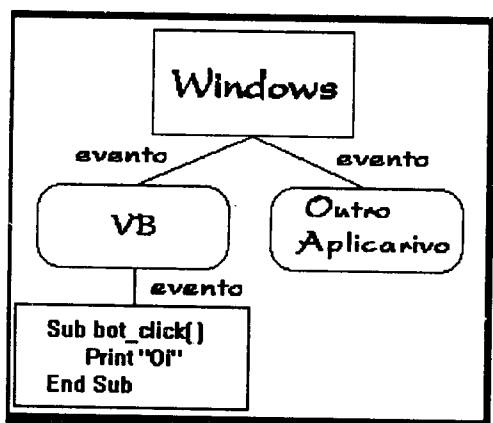 Windows
evento
evento
VB
Outro
Aplicarivo
evento
Sub bot_click()
Print "Oi"
End Sub